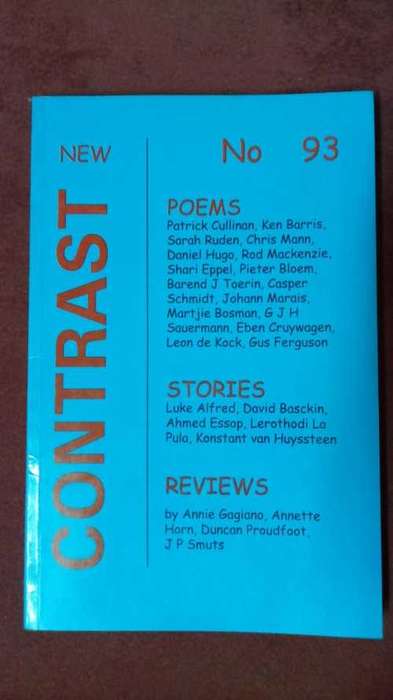 NEW
CONTRAST
No 93
POEMS
Patrick Cullinan, Ken Barris,
Sarah Ruden, Chris Mann,
Daniel Hugo, Rod Mackenzie,
Shari Eppel, Pieter Bloem,
Barend J Toerin, Casper
Schmidt, Johann Marais,
Martjie Bosman, G J H
Sauermann, Eben Cruywagen,
Leon de Kock, Gus Ferguson
STORIES
Luke Alfred, David Basckin,
Ahmed Essop, Lerothodi La
Pula, Konstant van Huyssteen
REVIEWS
by Annie Gagiano, Annette
Horn, Duncan Proudfoot,
J P Smuts